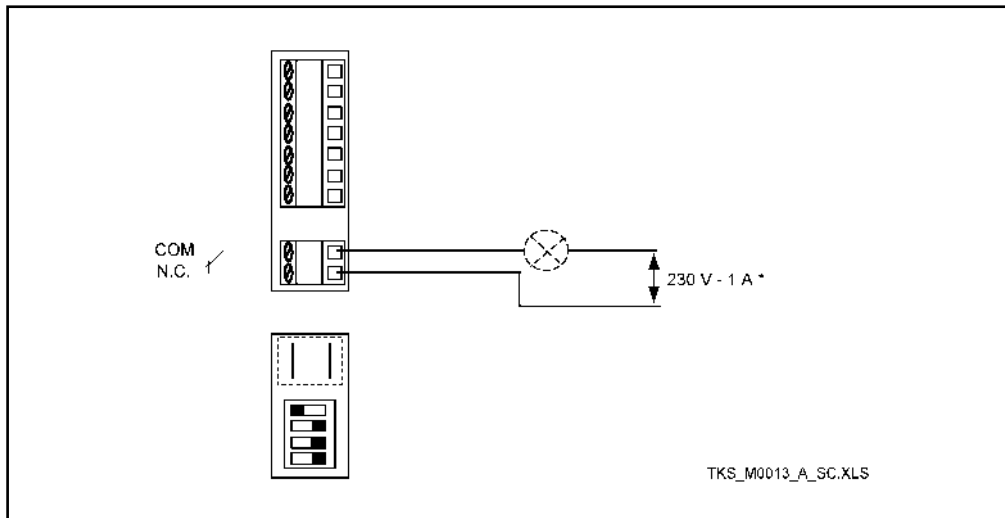 COM
N.C.
230 V - 1 A *
TKS_M0013_A_SC.XLS